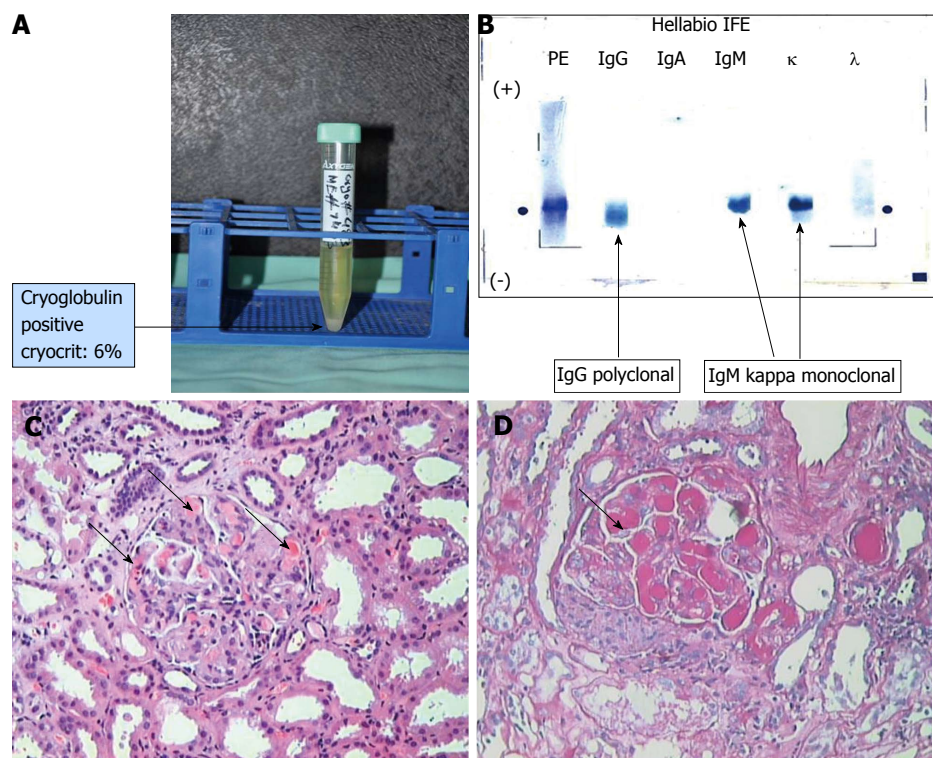 A
Cryoglobulin
positive
cryocrit: 6%
B
Hellabio IFE
PE IgG IgA IgM κ λ
(+)
(-)
IgG polyclonal
IgM kappa monoclonal
C
D